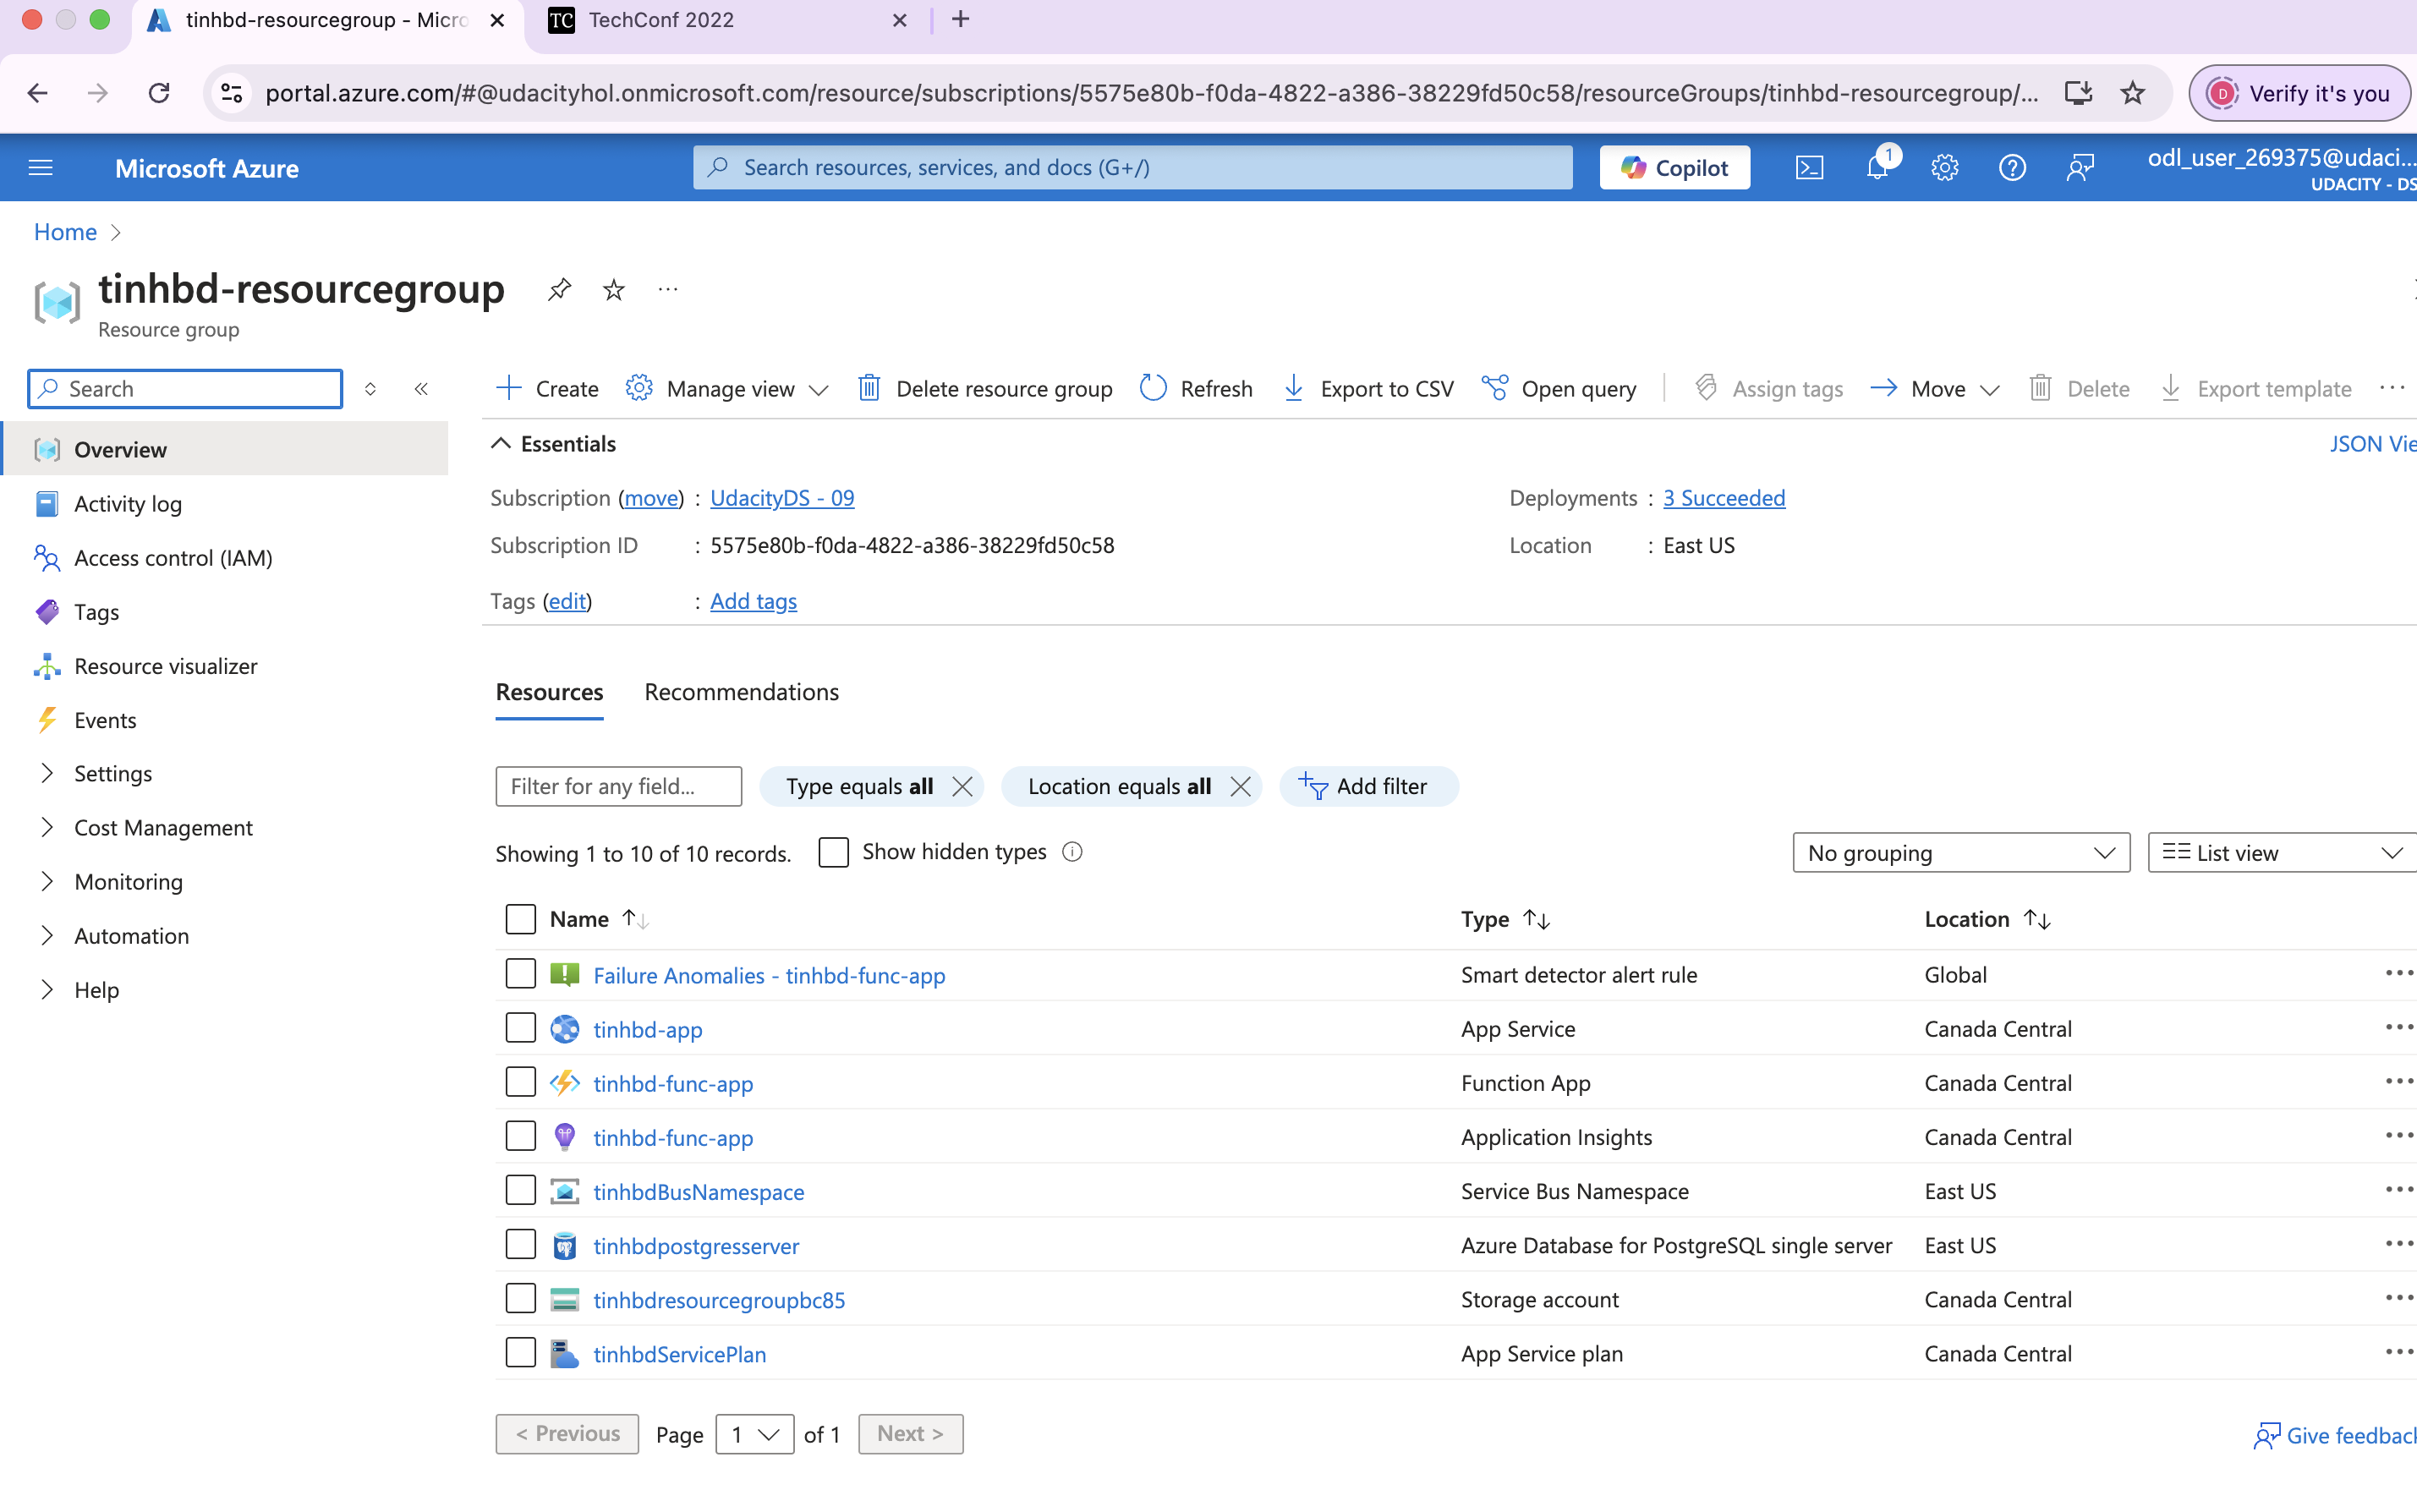 tinhbd-resourcegroup - Micro
TC TechConf 2022
portal.azure.com/#@udacityhol.onmicrosoft.com/resource/subscriptions/5575e80b-f0da-4822-a386-38229fd50c58/resourceGroups/tinhbd-resourcegroup/...
D Verify it's you
Microsoft Azure
Search resources, services, and docs (G+/)
Copilot
1
odl_user_269375@udaci...
UDACITY - DS
Home
tinhbd-resourcegroup
Resource group
Search
Create Manage view Delete resource group Refresh Export to CSV Open query Assign tags Move Delete Export template
Overview
Activity log
Access control (IAM)
Tags
Resource visualizer
Events
Settings
Cost Management
Monitoring
Automation
Help
Essentials
JSON Vie
Subscription (move) : UdacityDS - 09
Deployments : 3 Succeeded
Subscription ID : 5575e80b-f0da-4822-a386-38229fd50c58
Location : East US
Tags (edit) : Add tags
Resources Recommendations
Filter for any field... Type equals all Location equals all Add filter
Showing 1 to 10 of 10 records. Show hidden types No grouping List view
Name Type Location
Failure Anomalies - tinhbd-func-app Smart detector alert rule Global
tinhbd-app App Service Canada Central
tinhbd-func-app Function App Canada Central
tinhbd-func-app Application Insights Canada Central
tinhbdBusNamespace Service Bus Namespace East US
tinhbdpostgresserver Azure Database for PostgreSQL single server East US
tinhbdresourcegroupbc85 Storage account Canada Central
tinhbdServicePlan App Service plan Canada Central
< Previous Page 1 of 1 Next >
Give feedback